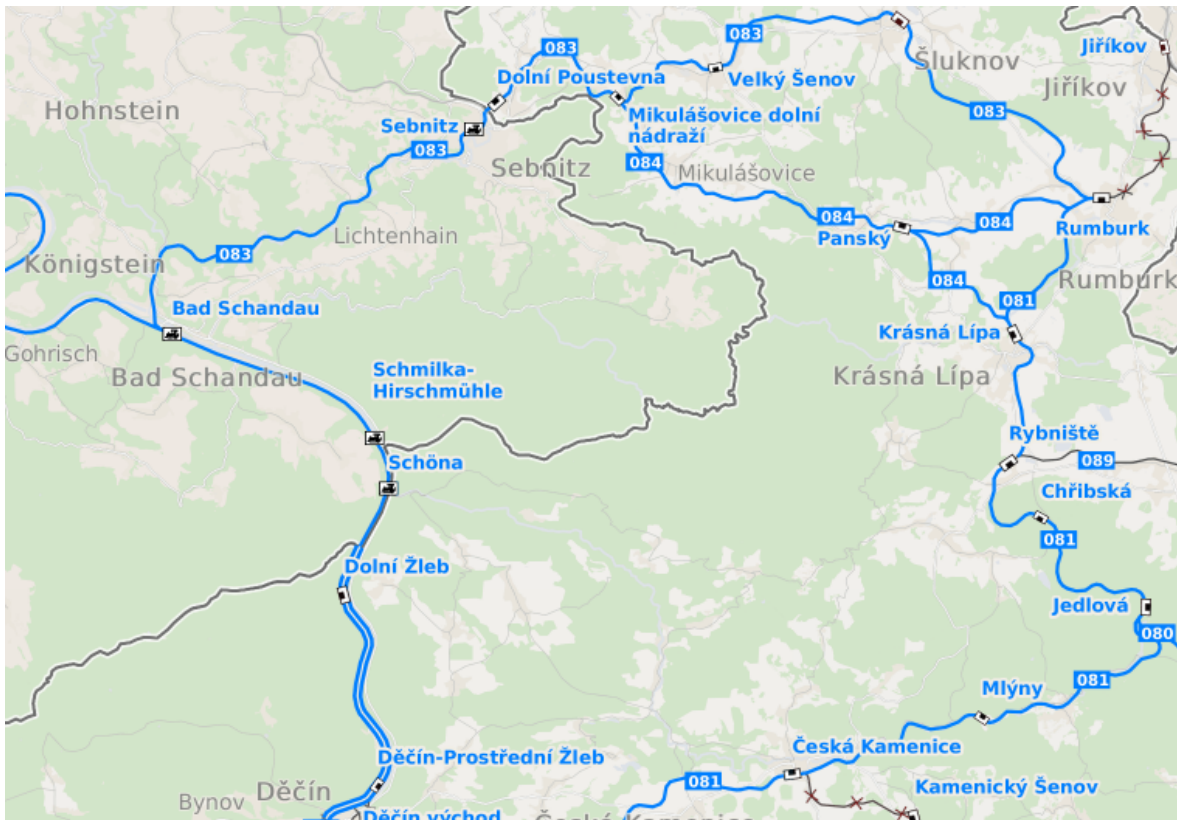 083
083
Šluknov
Jiříkov
Dolní Poustevna
Velký Šenov
Jiříkov
Hohnstein
083
Sebnitz
Mikulášovice dolní
nádraží
083
Sebnitz
084
Mikulášovice
Lichtenhain
084
084
Panský
Rumburk
083
Königstein
084
Rumburk
081
Bad Schandau
Krásná Lípa
Gohrisch
Bad Schandau
Schmilka-
Hirschmühle
Krásná Lípa
Rybniště
Schöna
089
Chřibská
081
Dolní Žleb
Jedlová
080
081
Mlýny
Děčín-Prostřední Žleb
Česká Kamenice
081
Kamenický Šenov
Děčín
Bynov
Děčín východ
Česká Kamenice